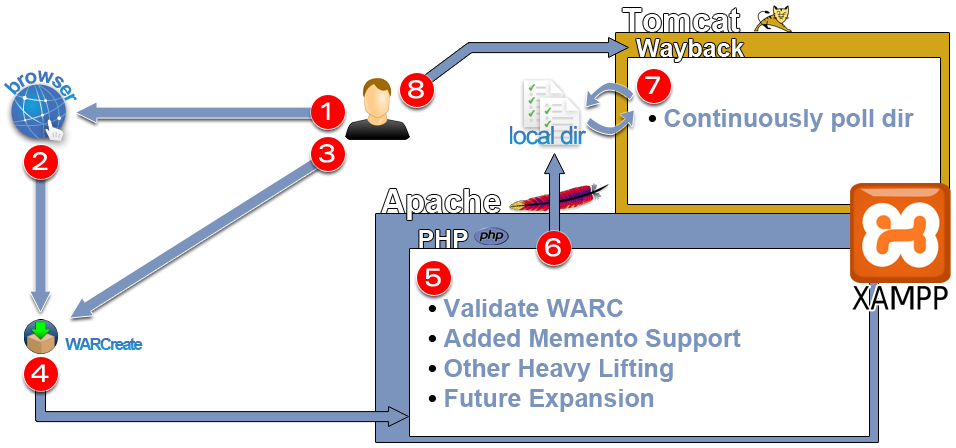 Tomcat
Wayback
browser
1
8
7
• Continuously poll dir
local dir
2
3
Apache
PHP php
6
5
XAMPP
• Validate WARC
• Added Memento Support
• Other Heavy Lifting
• Future Expansion
WARCreate
4